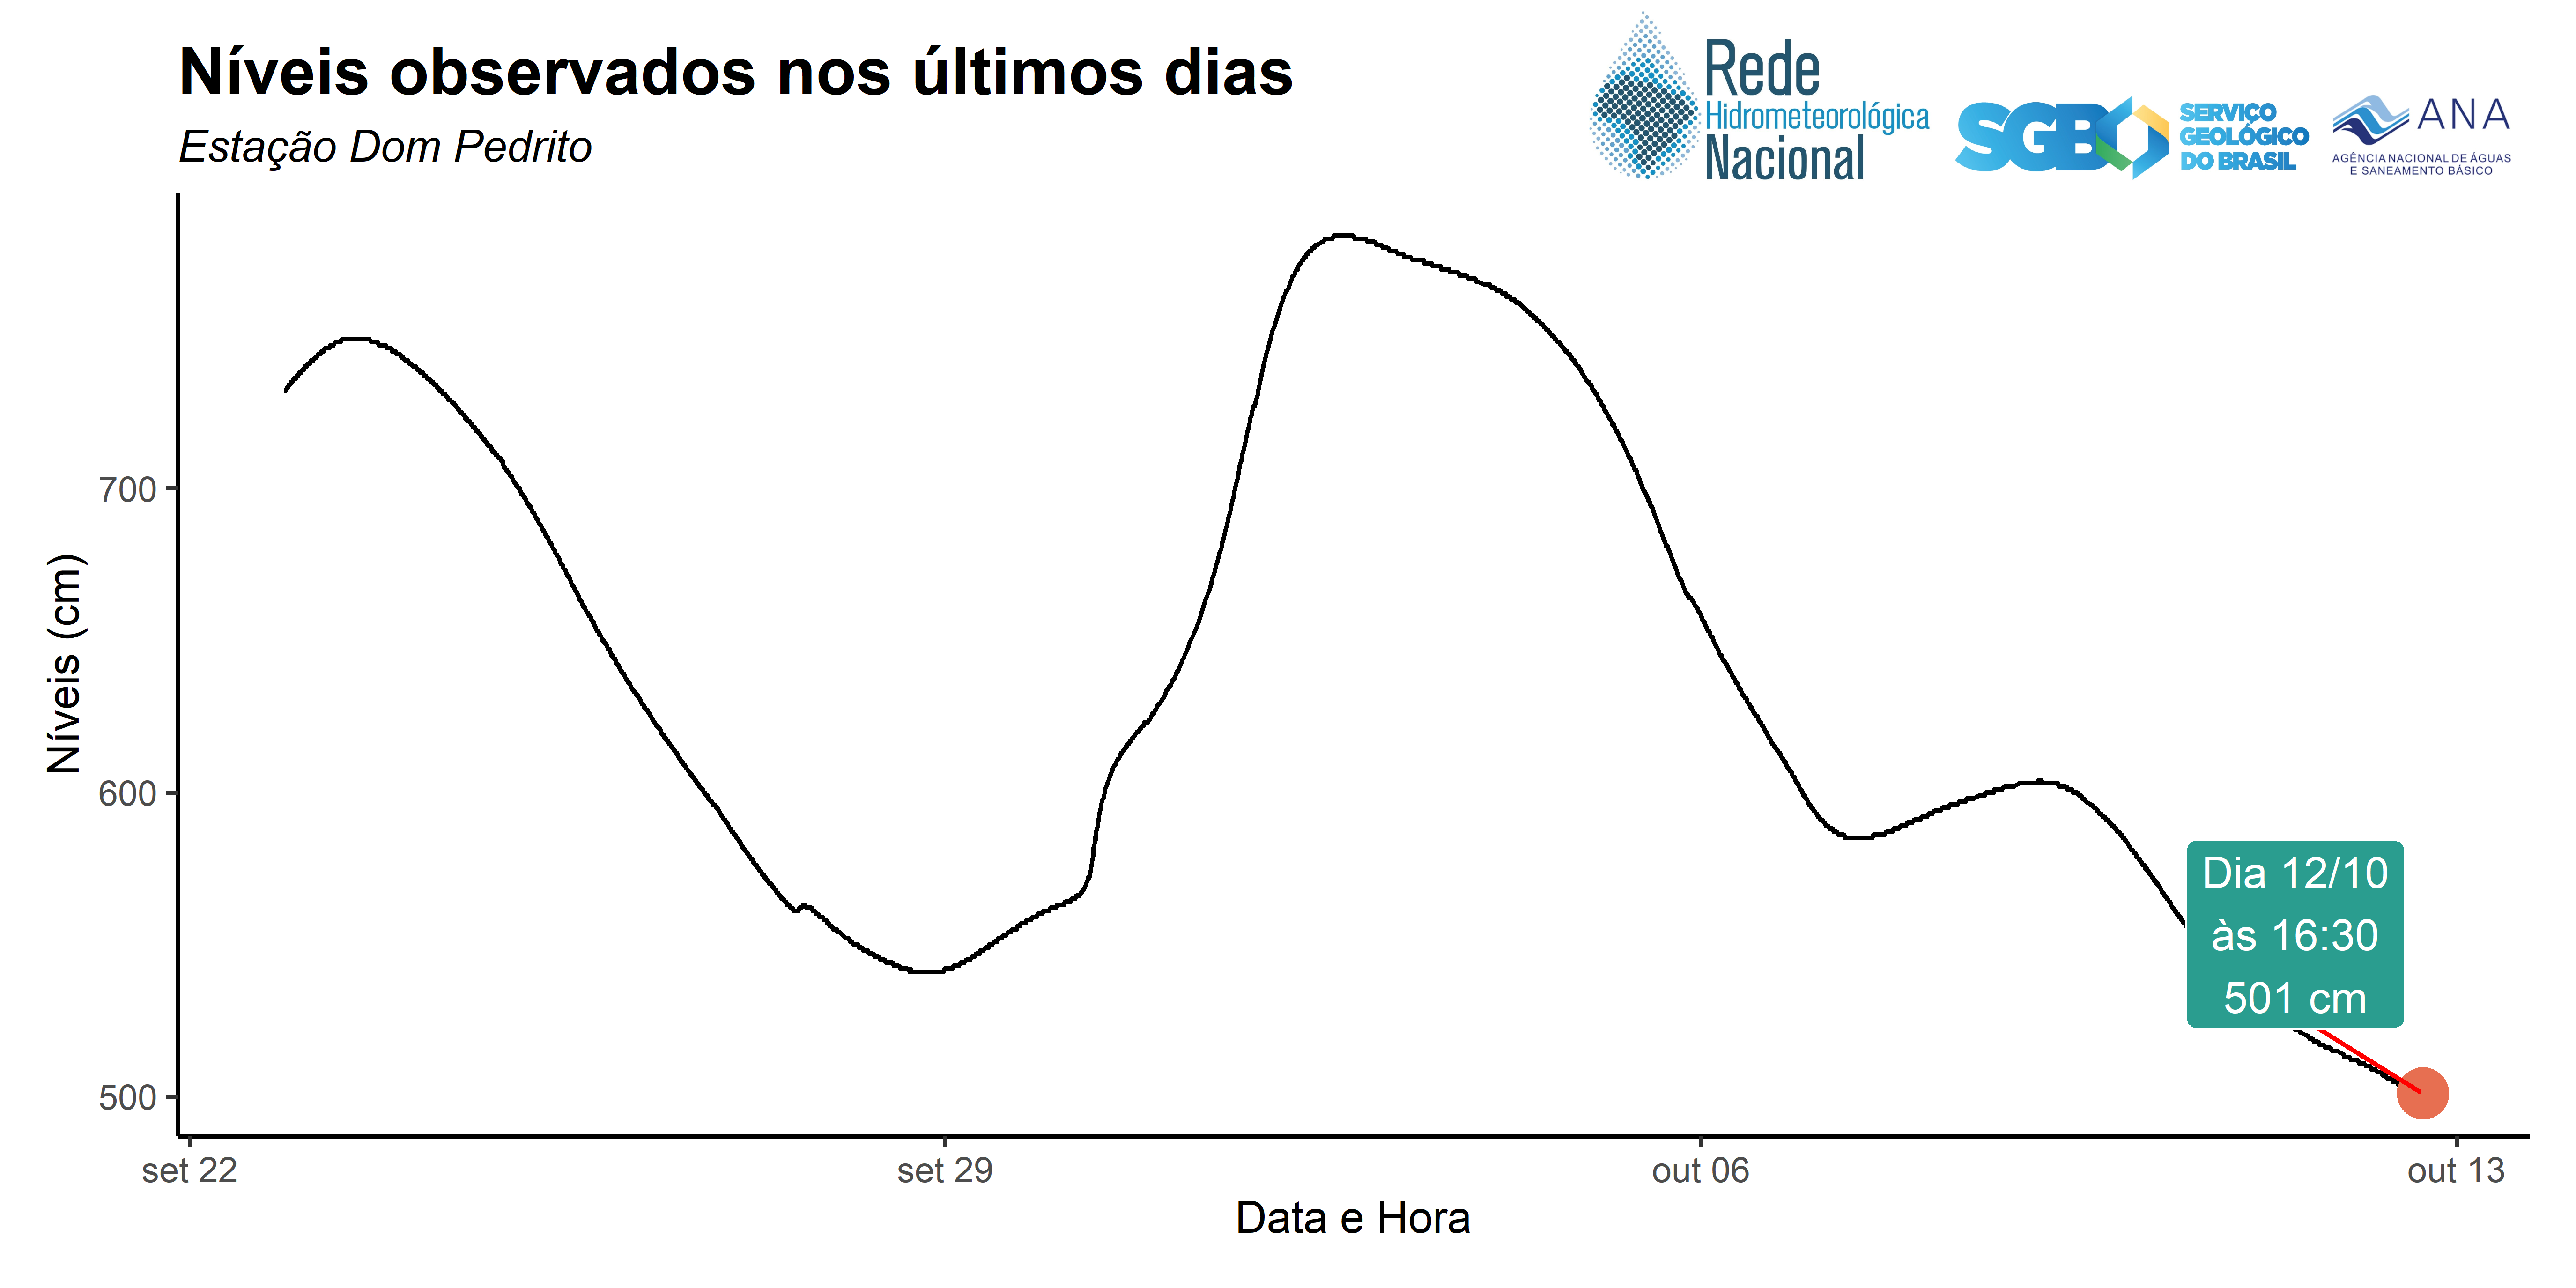 Níveis observados nos últimos dias
Estação Dom Pedrito
Rede
Hidrometeorológica
Nacional
SGB
SERVIÇO
GEOLÓGICO
DO BRASIL
ANA
AGÊNCIA NACIONAL DE ÁGUAS
E SANEAMENTO BÁSICO
Níveis (cm)
700
600
500
Dia 12/10
às 16:30
501 cm
set 22
set 29
out 06
out 13
Data e Hora